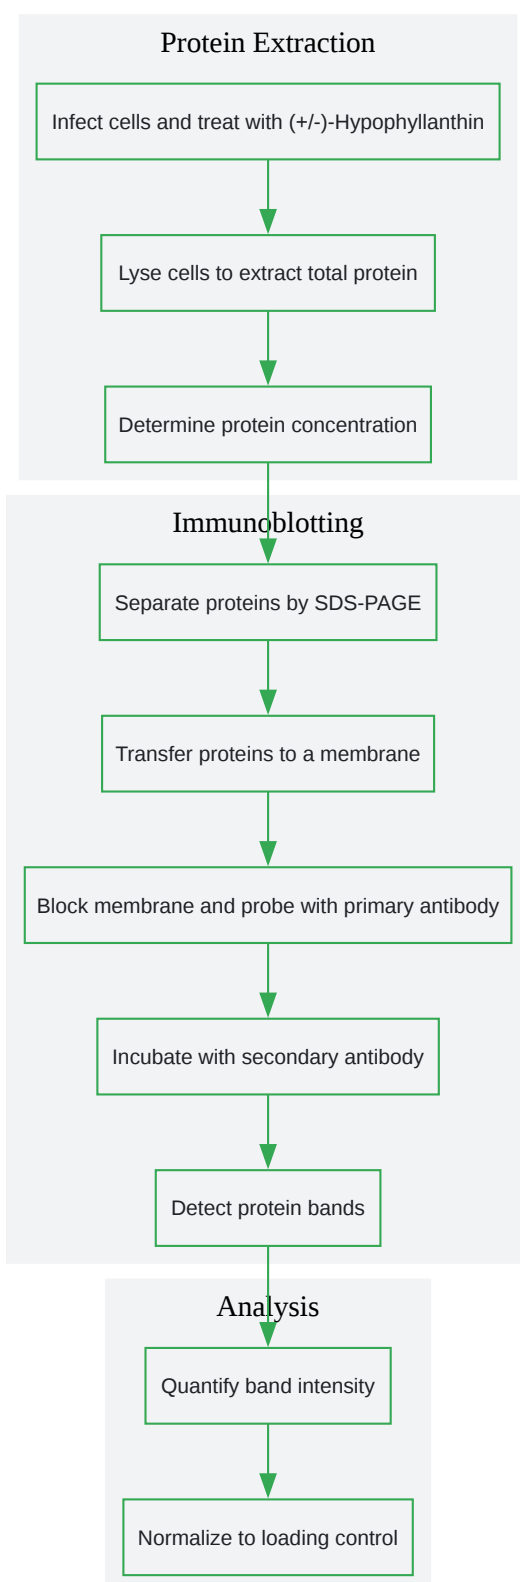 Protein Extraction
Infect cells and treat with (+/-)-Hypophyllanthin
Lyse cells to extract total protein
Determine protein concentration
Immunoblotting
Separate proteins by SDS-PAGE
Transfer proteins to a membrane
Block membrane and probe with primary antibody
Incubate with secondary antibody
Detect protein bands
Analysis
Quantify band intensity
Normalize to loading control